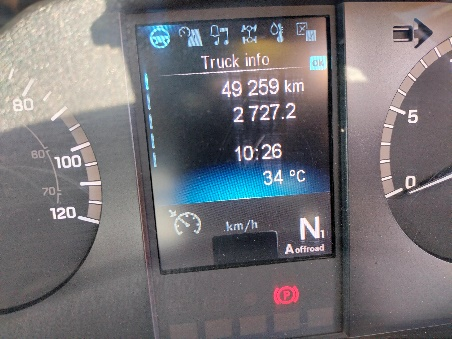 Truck info
ok
49 259 km
2 727.2
10:26
34 °C
km/h
N1
A offroad
80
100
120
80
70
5
0
P